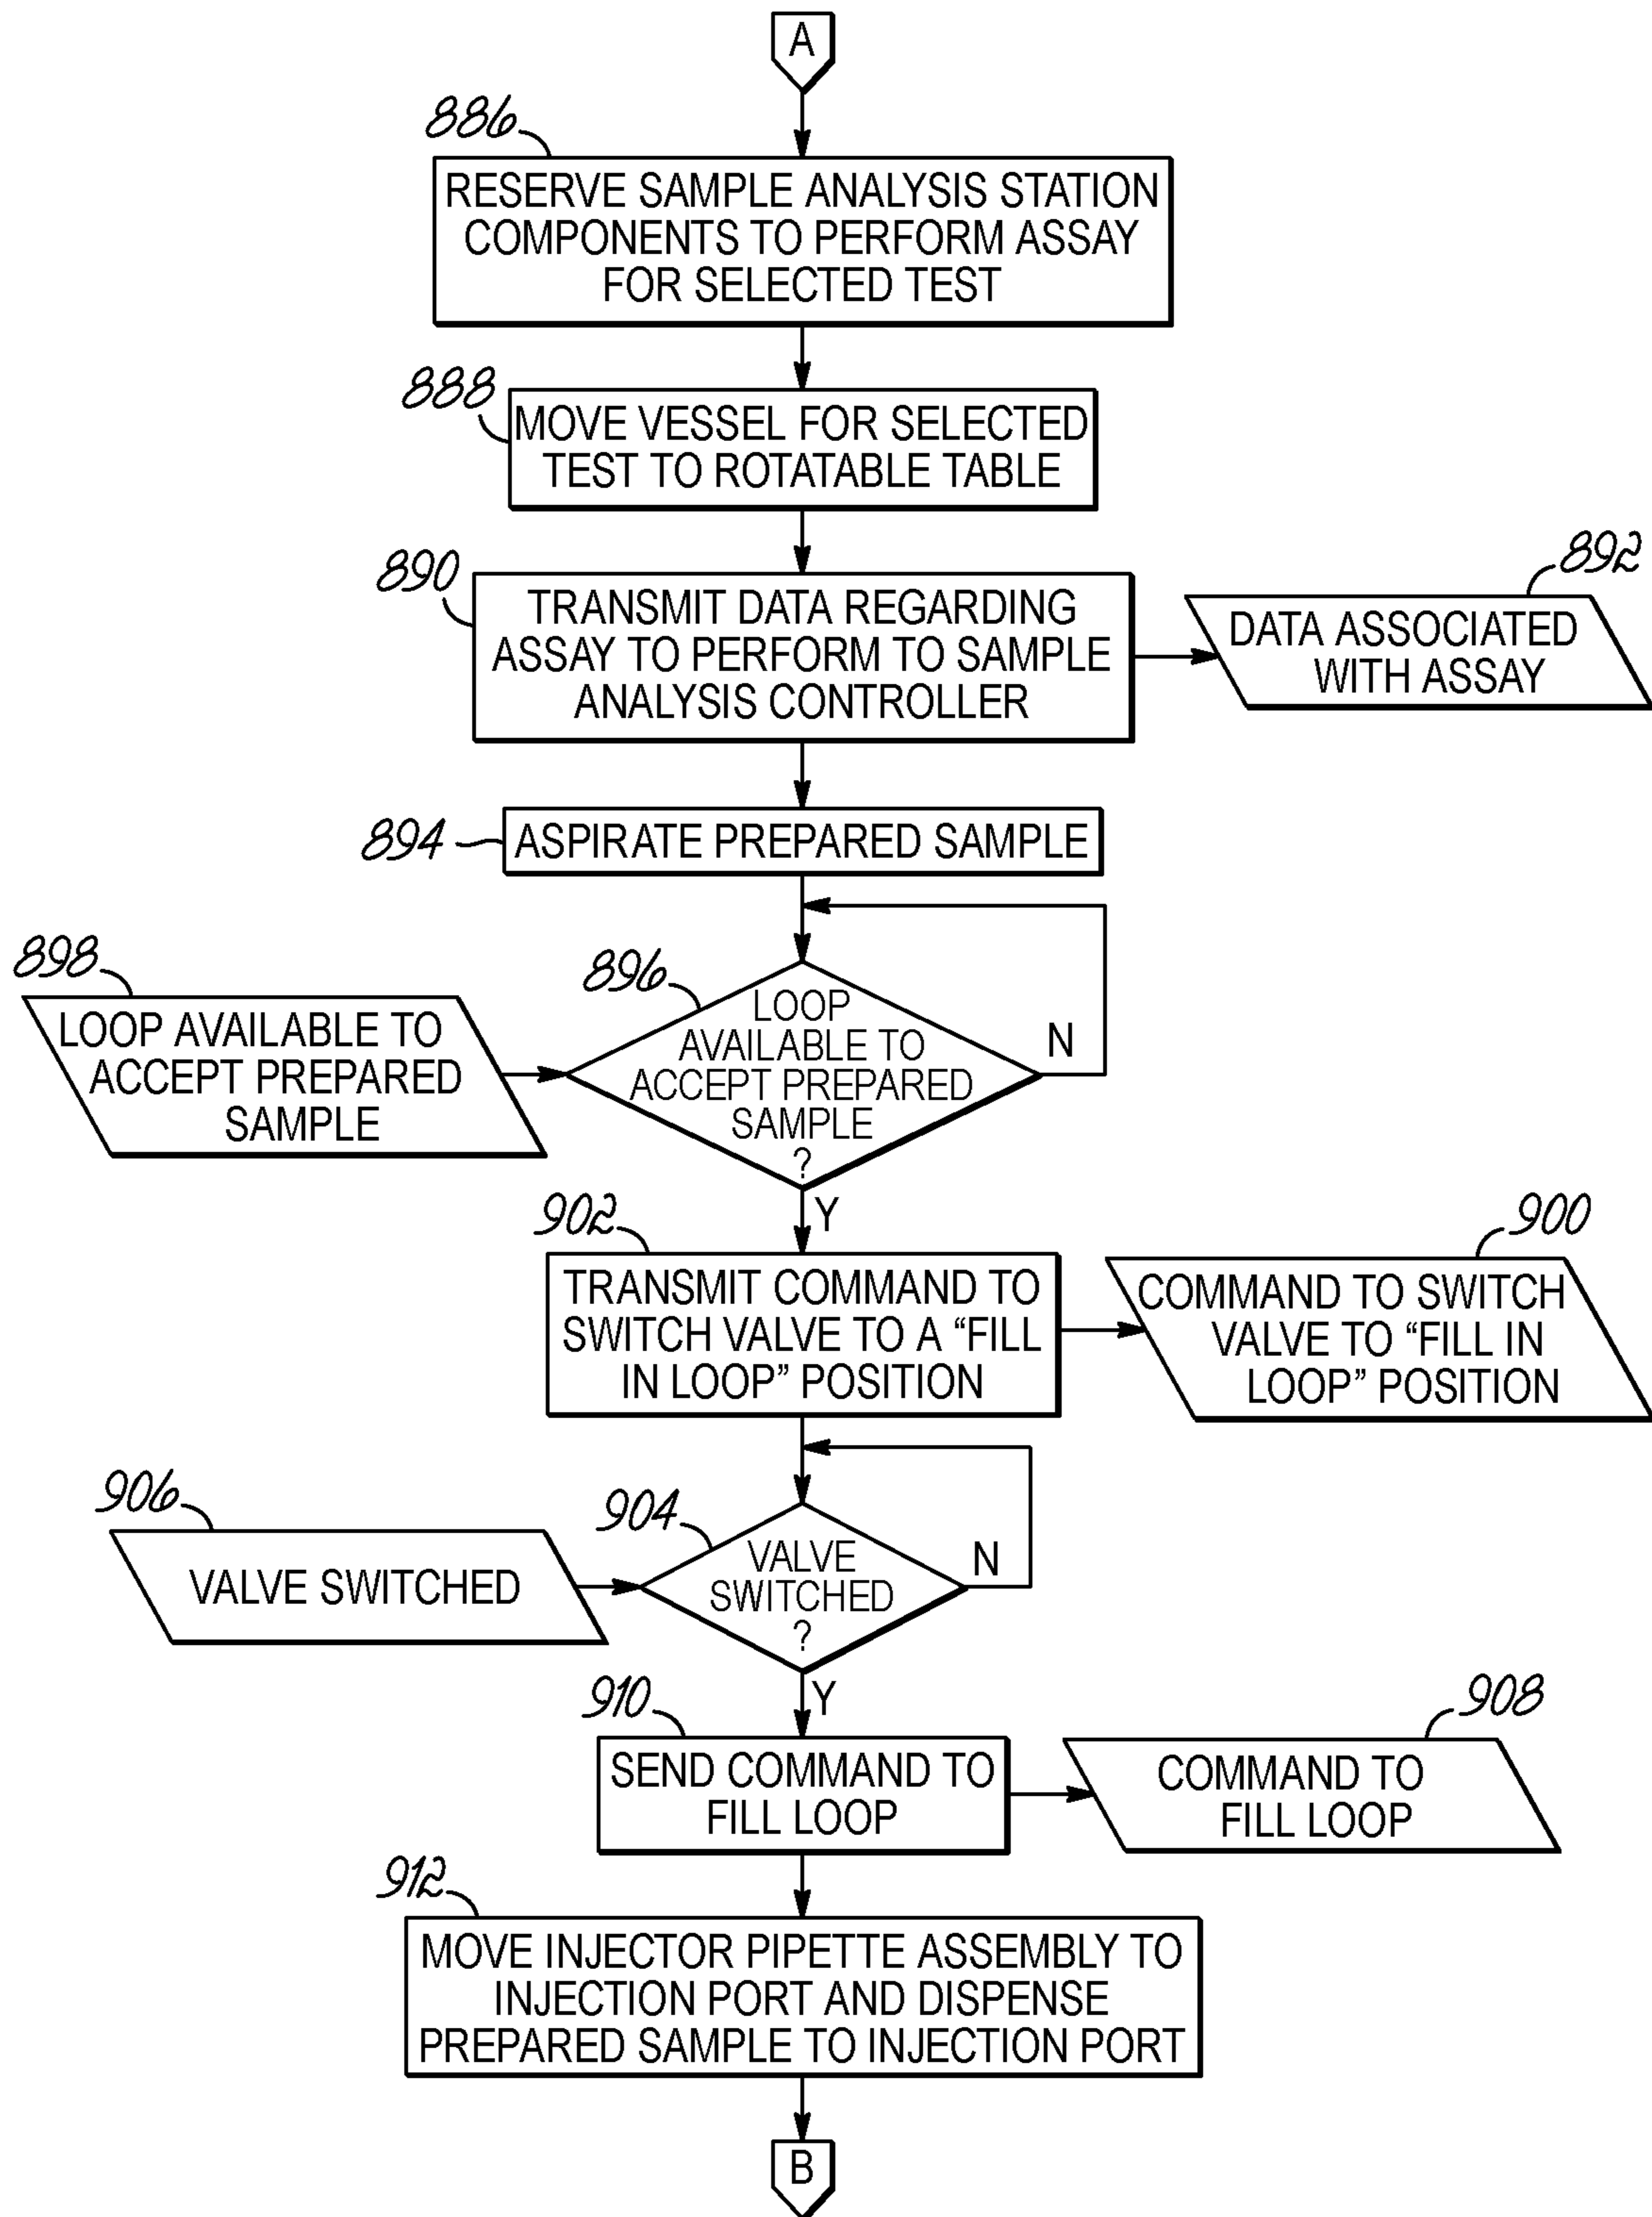 A
886
RESERVE SAMPLE ANALYSIS STATION
COMPONENTS TO PERFORM ASSAY
FOR SELECTED TEST
888
MOVE VESSEL FOR SELECTED
TEST TO ROTATABLE TABLE
890
TRANSMIT DATA REGARDING
ASSAY TO PERFORM TO SAMPLE
ANALYSIS CONTROLLER
892
DATA ASSOCIATED
WITH ASSAY
894
ASPIRATE PREPARED SAMPLE
898
LOOP AVAILABLE TO
ACCEPT PREPARED
SAMPLE
896
LOOP
AVAILABLE TO
ACCEPT PREPARED
SAMPLE
?
N
Y
902
TRANSMIT COMMAND TO
SWITCH VALVE TO A “FILL
IN LOOP” POSITION
900
COMMAND TO SWITCH
VALVE TO “FILL IN
LOOP” POSITION
906
VALVE SWITCHED
904
VALVE
SWITCHED
?
N
Y
910
SEND COMMAND TO
FILL LOOP
908
COMMAND TO
FILL LOOP
912
MOVE INJECTOR PIPETTE ASSEMBLY TO
INJECTION PORT AND DISPENSE
PREPARED SAMPLE TO INJECTION PORT
B